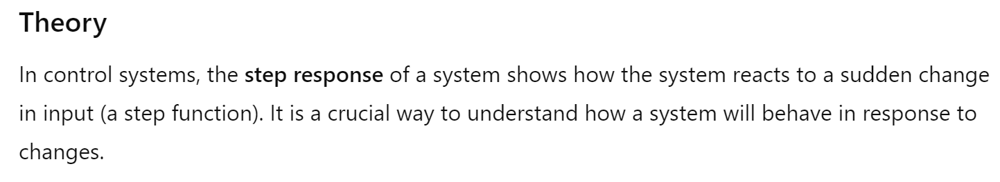 Theory
In control systems, the step response of a system shows how the system reacts to a sudden change
in input (a step function). It is a crucial way to understand how a system will behave in response to
changes.